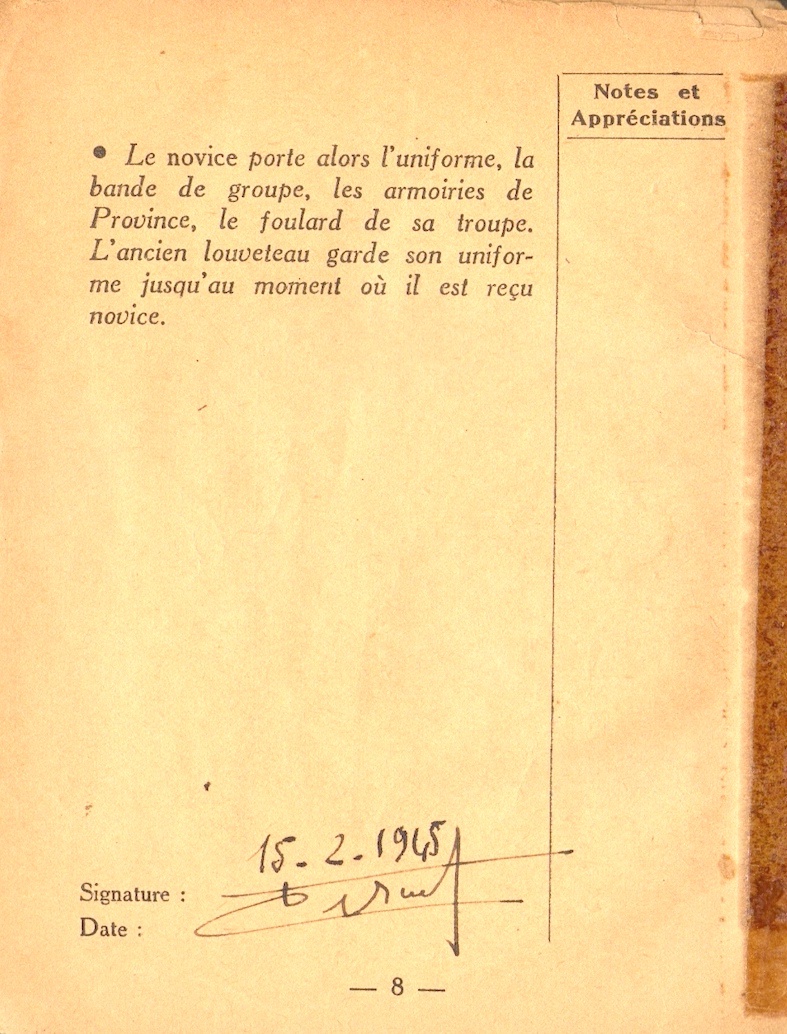 Notes et
Appréciations
• Le novice porte alors l'uniforme, la
bande de groupe, les armoiries de
Province, le foulard de sa troupe.
L'ancien louveteau garde son unifor-
me jusqu'au moment où il est reçu
novice.
15-2-1945
Signature :
Date :
— 8 —